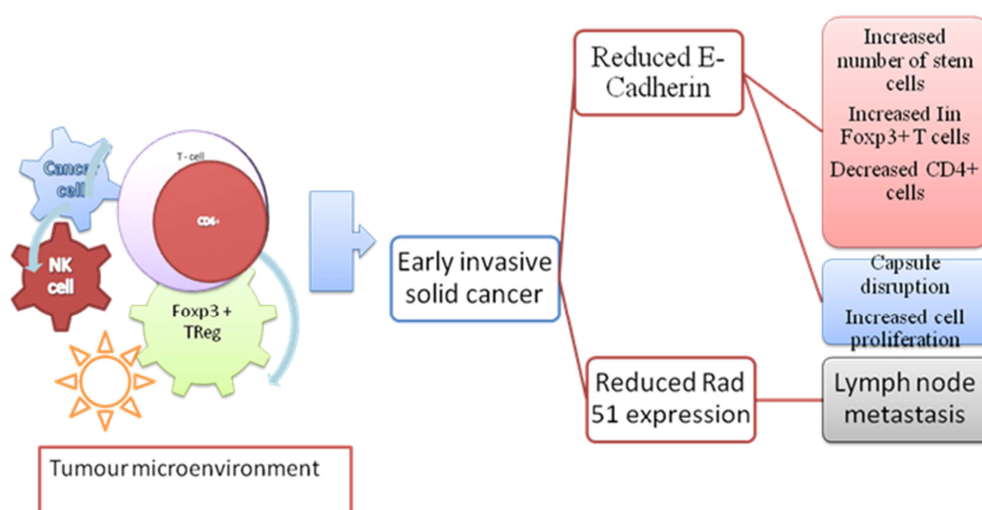 Cancer
cell
T - cell
CD4+
NK
cell
Foxp3 +
TReg
Tumour microenvironment
Early invasive
solid cancer
Reduced E-
Cadherin
Reduced Rad
51 expression
Increased
number of stem
cells
Increased Iin
Foxp3+ T cells
Decreased CD4+
cells
Capsule
disruption
Increased cell
proliferation
Lymph node
metastasis